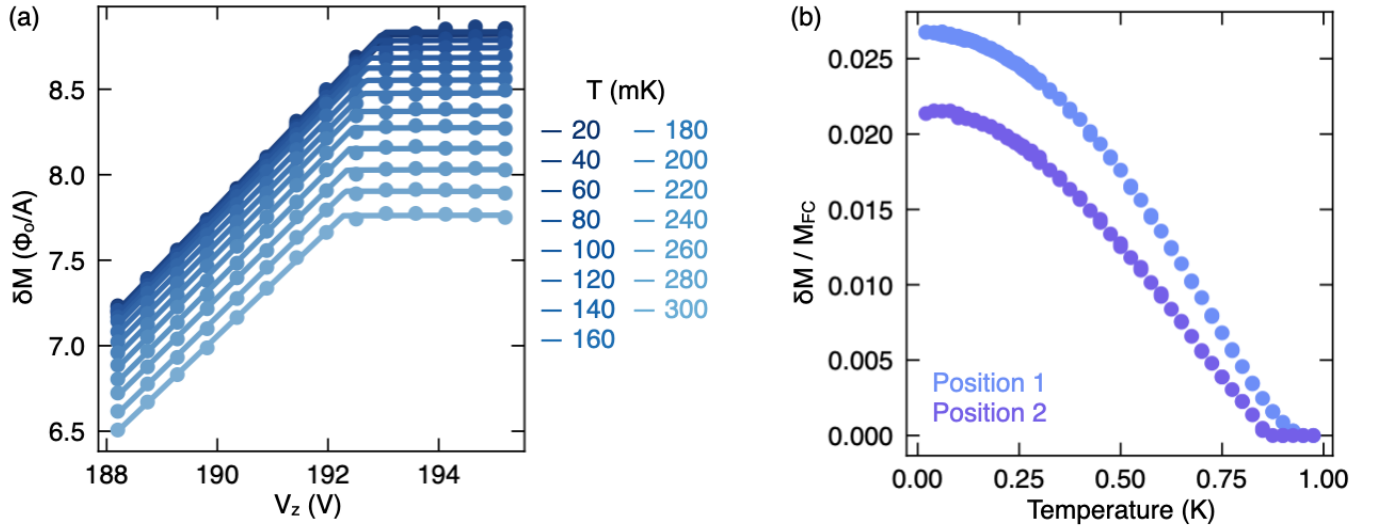 (a)
δM (Φ₀/A)
8.5
8.0
7.5
7.0
6.5
188 190 192 194
V_z (V)
T (mK)
20 180
40 200
60 220
80 240
100 260
120 280
140 300
160
(b)
δM / M_FC
0.025
0.020
0.015
0.010
0.005
0.000
Position 1
Position 2
0.00 0.25 0.50 0.75 1.00
Temperature (K)